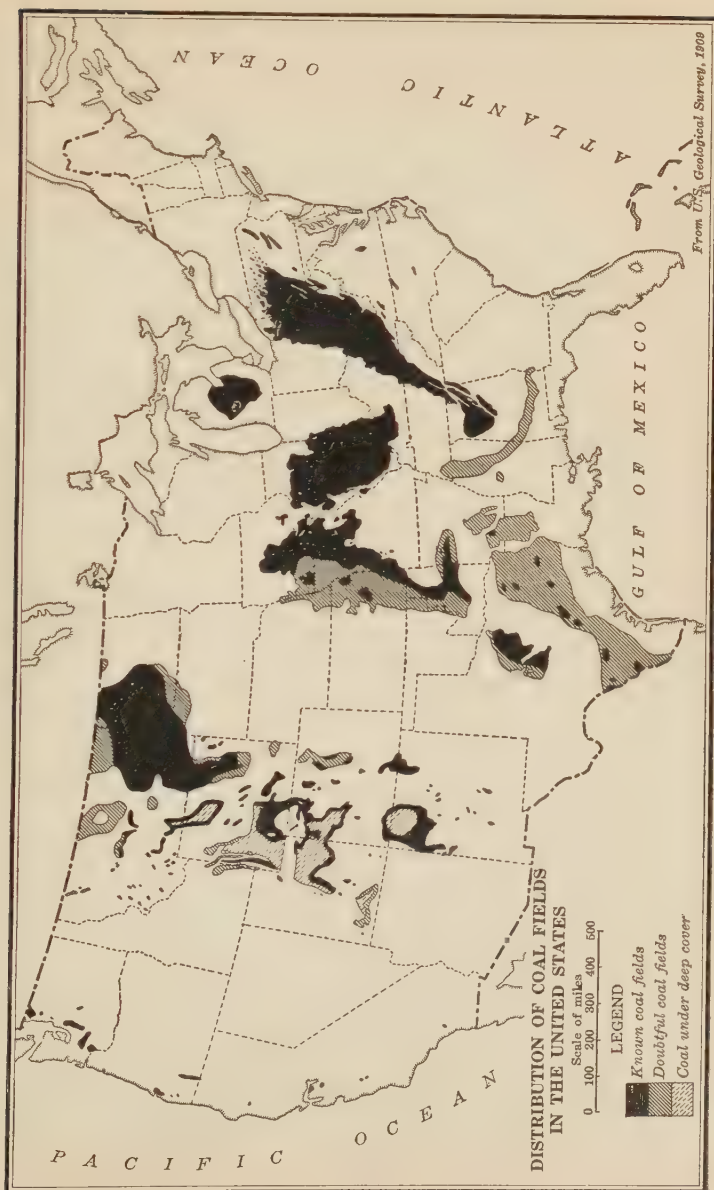 DISTRIBUTION OF COAL FIELDS
IN THE UNITED STATES
Scale of miles
0 100 200 300 400 500
LEGEND
Known coal fields
Doubtful coal fields
Coal under deep cover
PACIFIC OCEAN
GULF OF MEXICO
ATLANTIC OCEAN
From U.S. Geological Survey, 1909